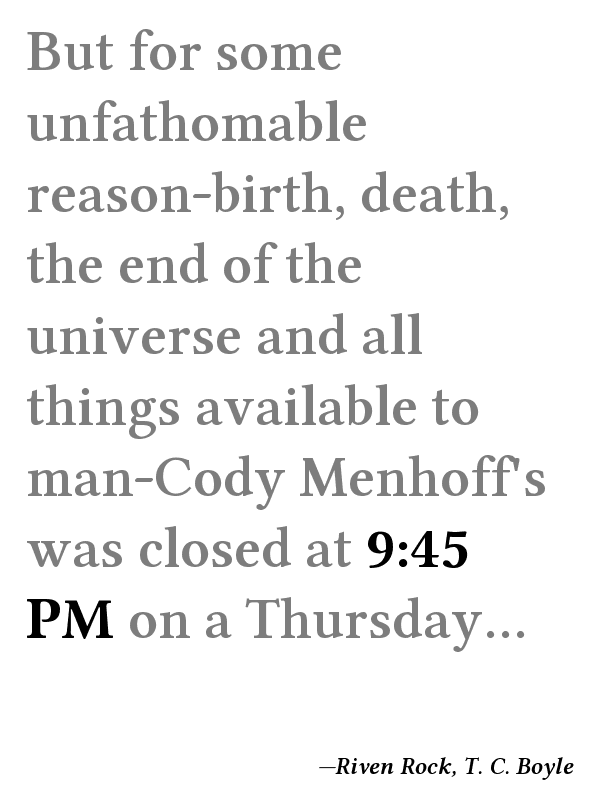 But for some
unfathomable
reason-birth, death,
the end of the
universe and all
things available to
man-Cody Menhoff's
was closed at 9:45
PM on a Thursday...
—Riven Rock, T. C. Boyle